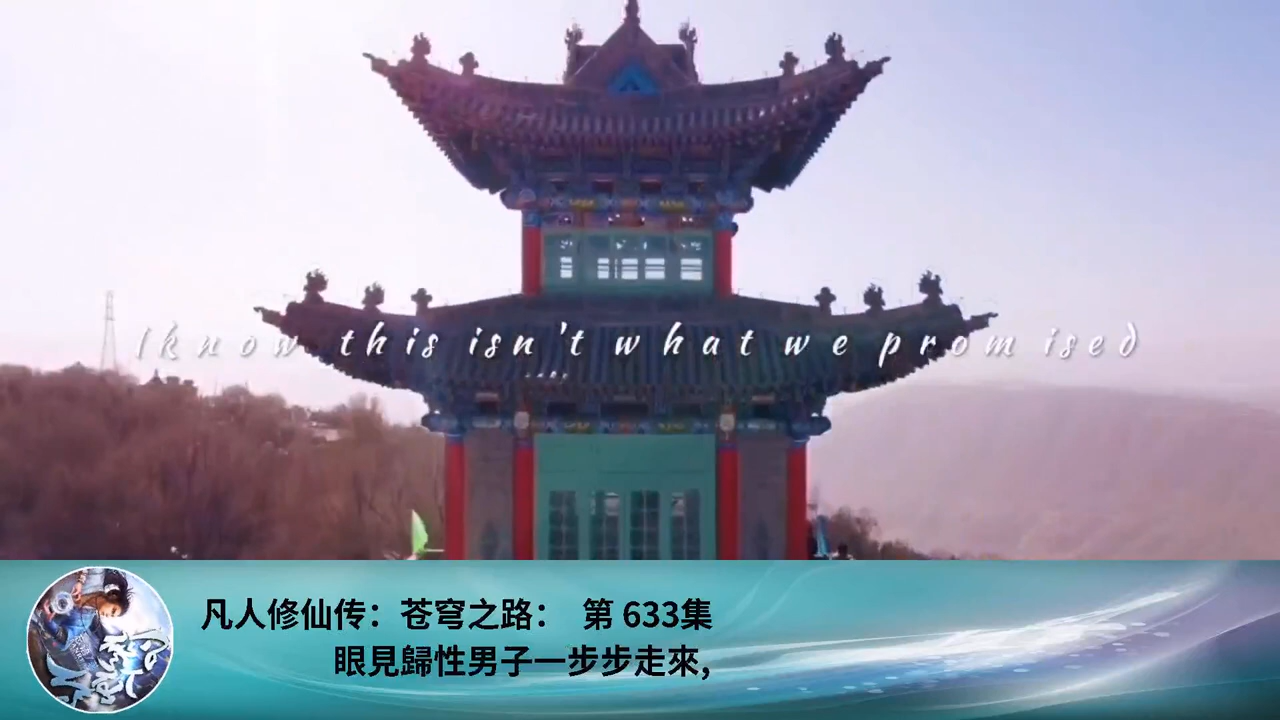 I know this isn't what we promised
凡人修仙传：苍穹之路： 第 633集
眼見歸性男子一步步走來,